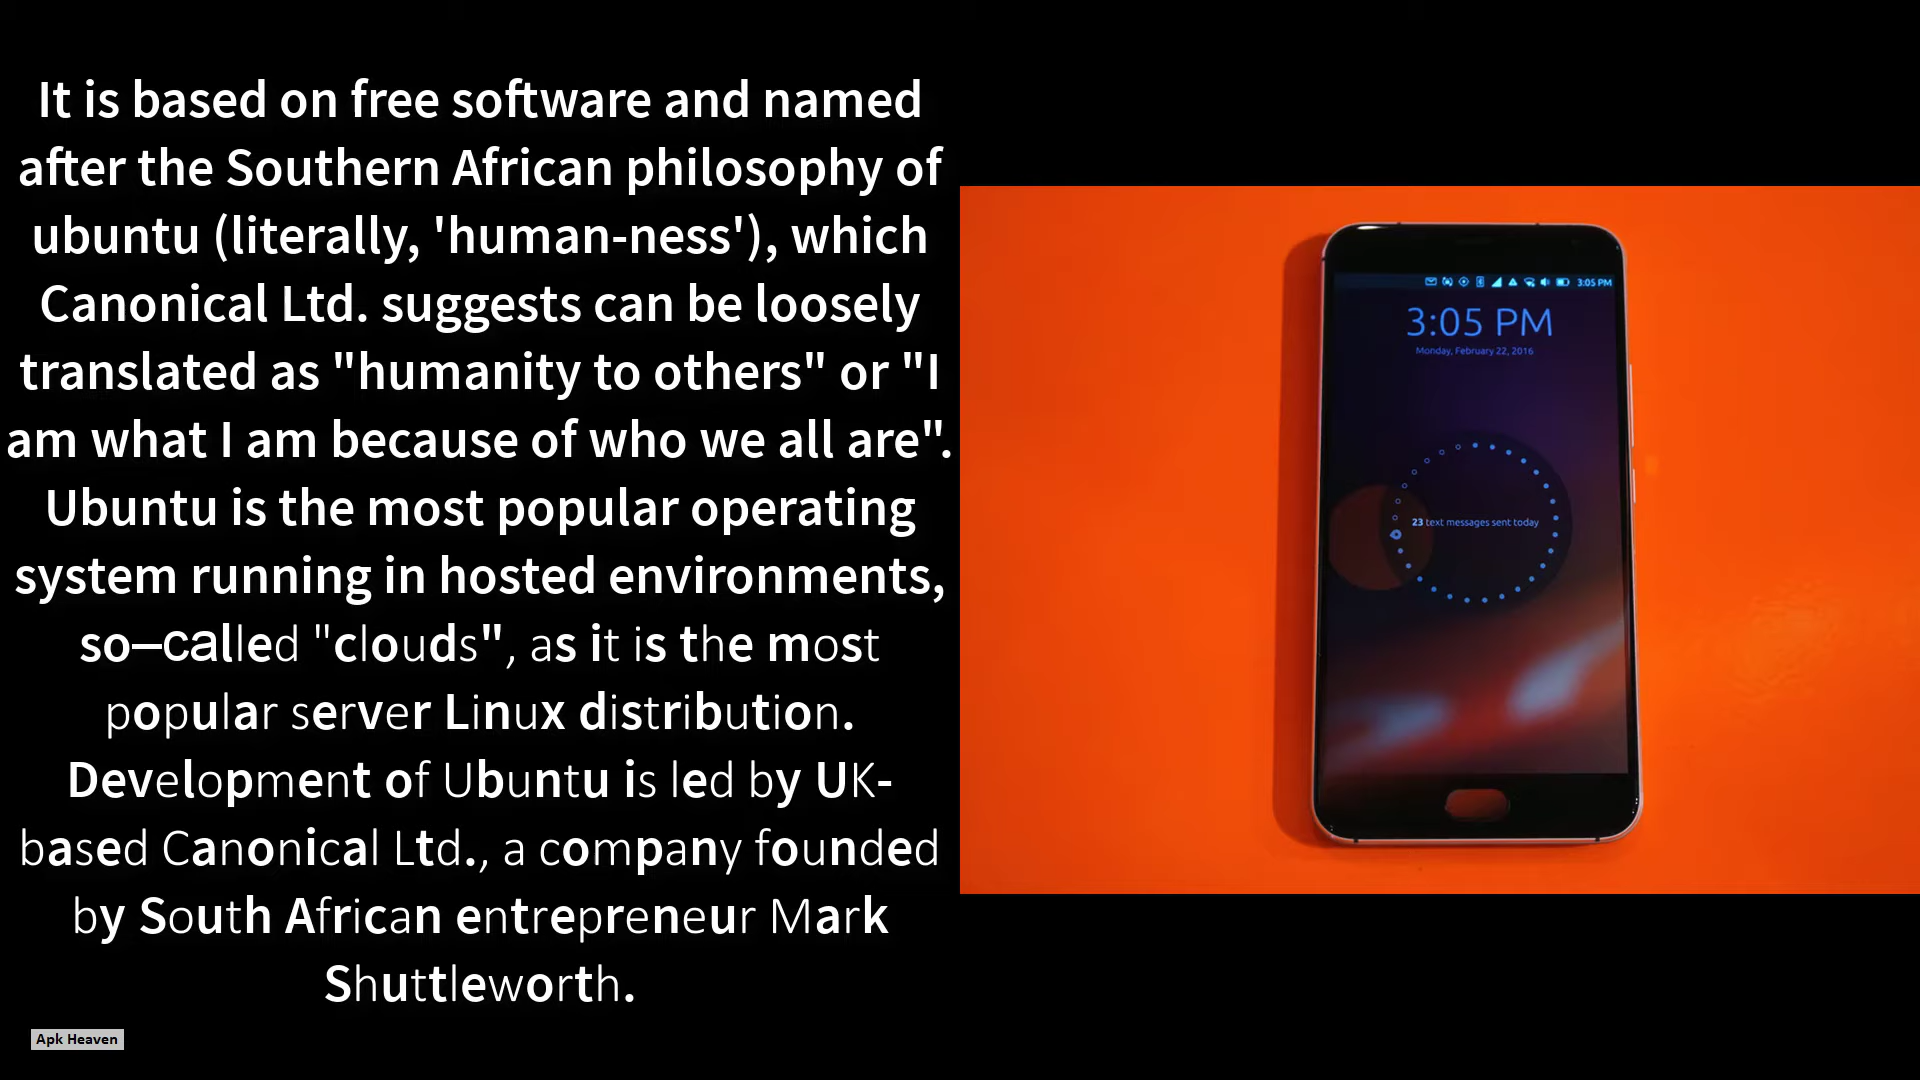 It is based on free software and named
after the Southern African philosophy of
ubuntu (literally, 'human-ness'), which
Canonical Ltd. suggests can be loosely
translated as "humanity to others" or "I
am what I am because of who we all are".
Ubuntu is the most popular operating
system running in hosted environments,
so–called "clouds", as it is the most
popular server Linux distribution.
Development of Ubuntu is led by UK-
based Canonical Ltd., a company founded
by South African entrepreneur Mark
Shuttleworth.
Apk Heaven
3:05 PM
3:05 PM
Monday, February 22, 2016
23 text messages sent today